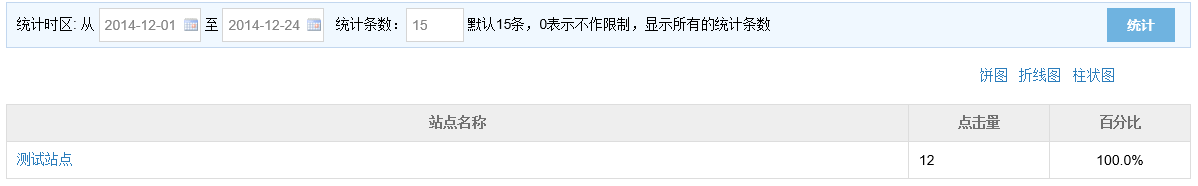 统计时区: 从 2014-12-01 至 2014-12-24 统计条数： 15 默认15条，0表示不作限制，显示所有的统计条数 统计
饼图 折线图 柱状图
站点名称 点击量 百分比
测试站点 12 100.0%